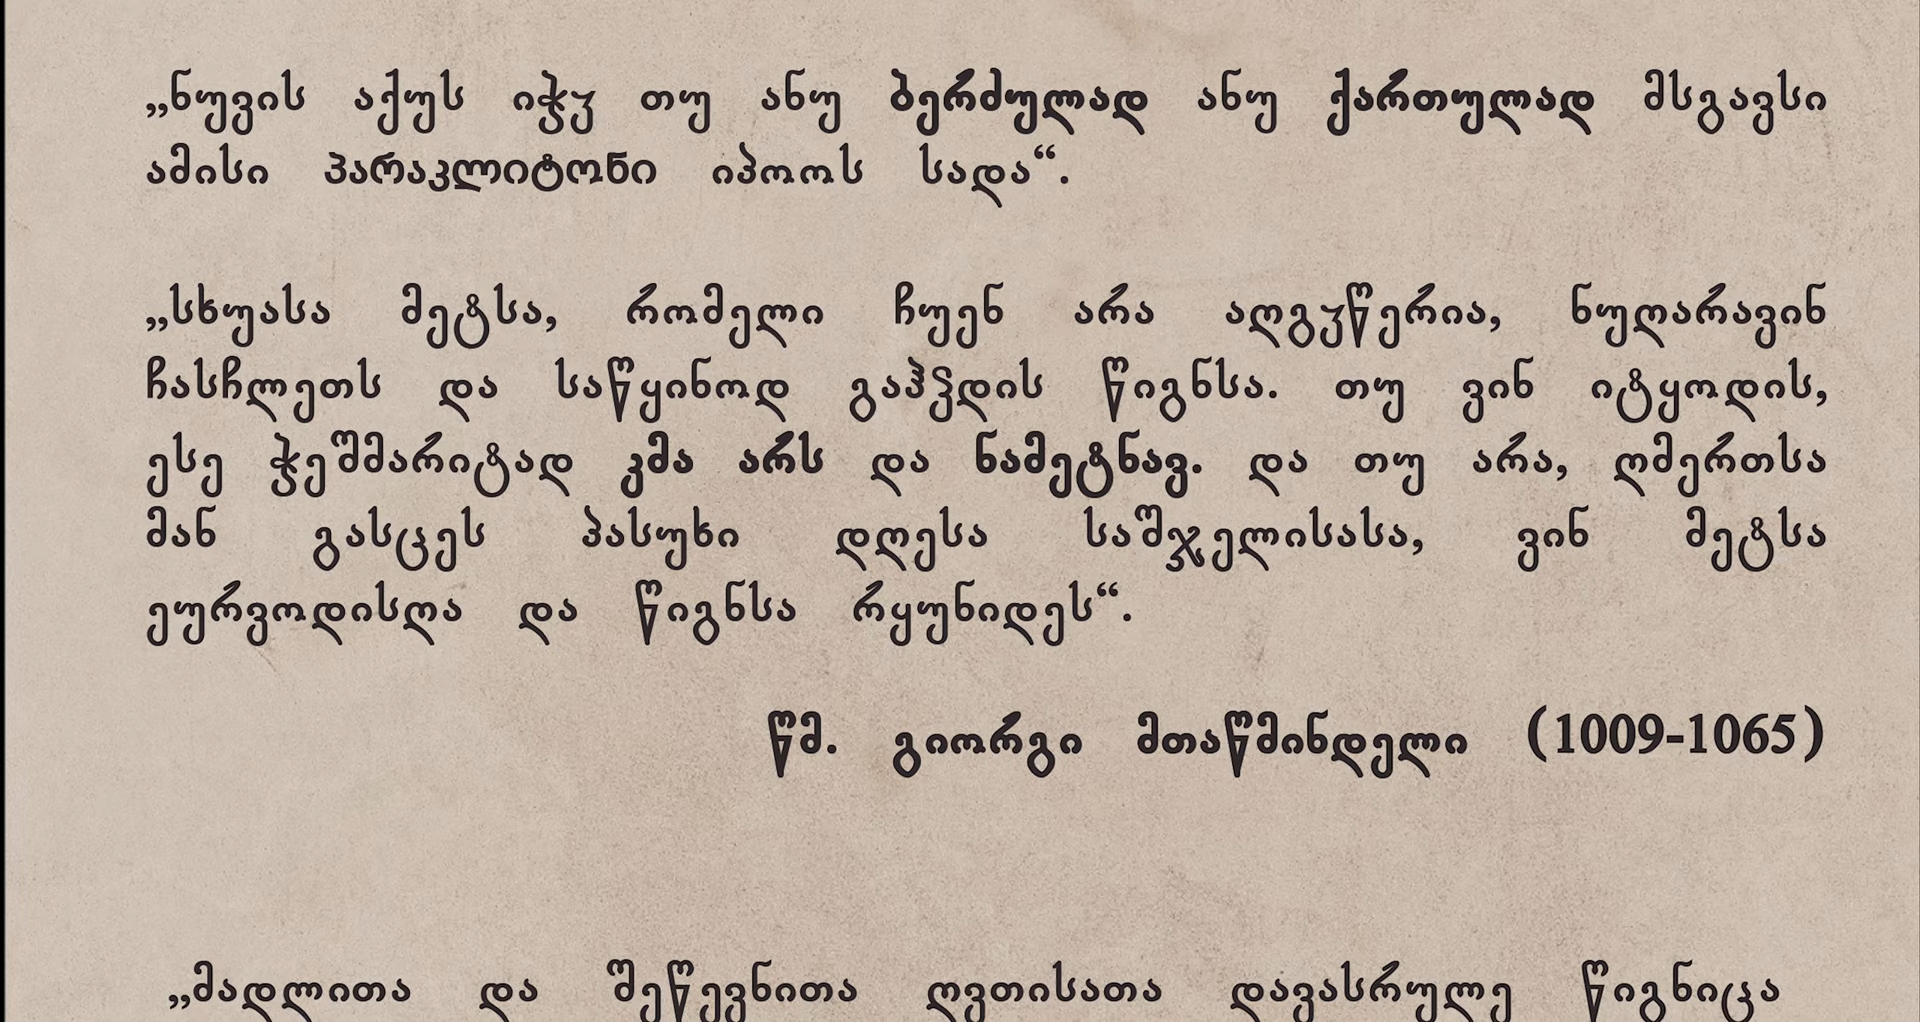 „ნუვის აქუს იჭჳ თუ ანუ ბერძულად ანუ ქართულად მსგავსი
ამისი პარაკლიტონი იპოოს სადა“.
„სხუასა მეტსა, რომელი ჩუენ არა აღგჳწერია, ნუღარავინ
ჩასჩლეთს და საწყინოდ გაჰჴდის წიგნსა. თუ ვინ იტყოდის,
ესე ჭეშმარიტად კმა არს და ნამეტნავ. და თუ არა, ღმერთსა
მან გასცეს პასუხი დღესა საშჯელისასა, ვინ მეტსა
ეურვოდისღა და წიგნსა რყუნიდეს“.
წმ. გიორგი მთაწმინდელი (1009-1065)
„მადლითა და შეწევნითა ღვთისათა დავასრულე წიგნიცა